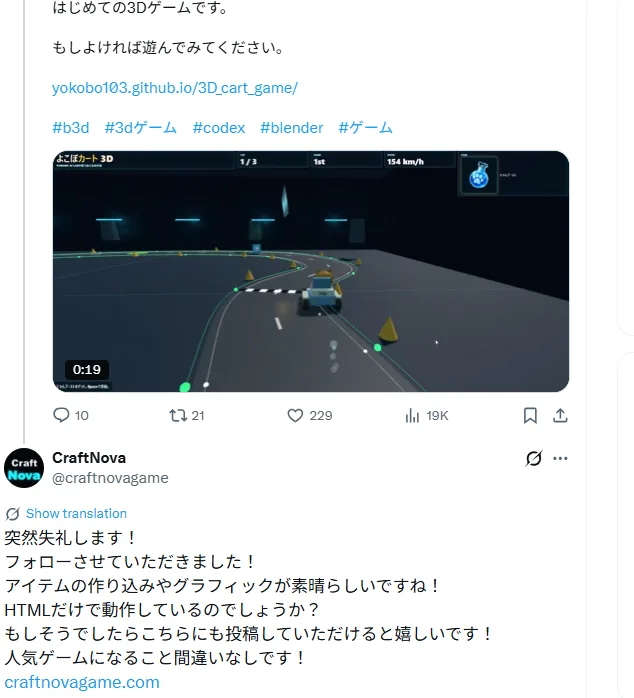 はじめての3Dゲームです。
もしよければ遊んでみてください。
yokobo103.github.io/3D_cart_game/
#b3d #3dゲーム #codex #blender #ゲーム
よこぼカート 3D
1 / 3
1st
154 km/h
0:19
10
21
229
19K
Craft
Nova
CraftNova
@craftnovagame
Show translation
突然失礼します！
フォローさせていただきました！
アイテムの作り込みやグラフィックが素晴らしいですね！
HTMLだけで動作しているのでしょうか？
もしそうでしたらこちらにも投稿していただけると嬉しいです！
人気ゲームになること間違いなしです！
craftnovagame.com